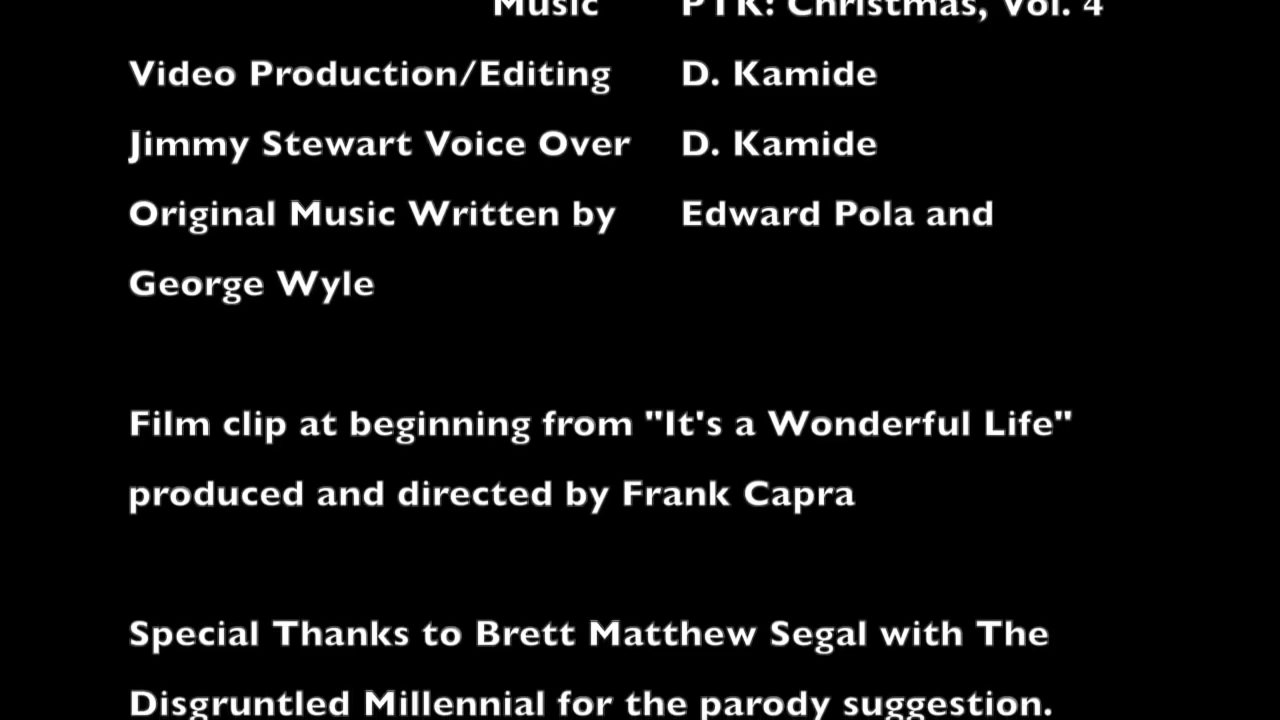 Music PTK: Christmas, Vol. 4
Video Production/Editing D. Kamide
Jimmy Stewart Voice Over D. Kamide
Original Music Written by Edward Pola and
George Wyle
Film clip at beginning from "It's a Wonderful Life"
produced and directed by Frank Capra
Special Thanks to Brett Matthew Segal with The
Disgruntled Millennial for the parody suggestion.